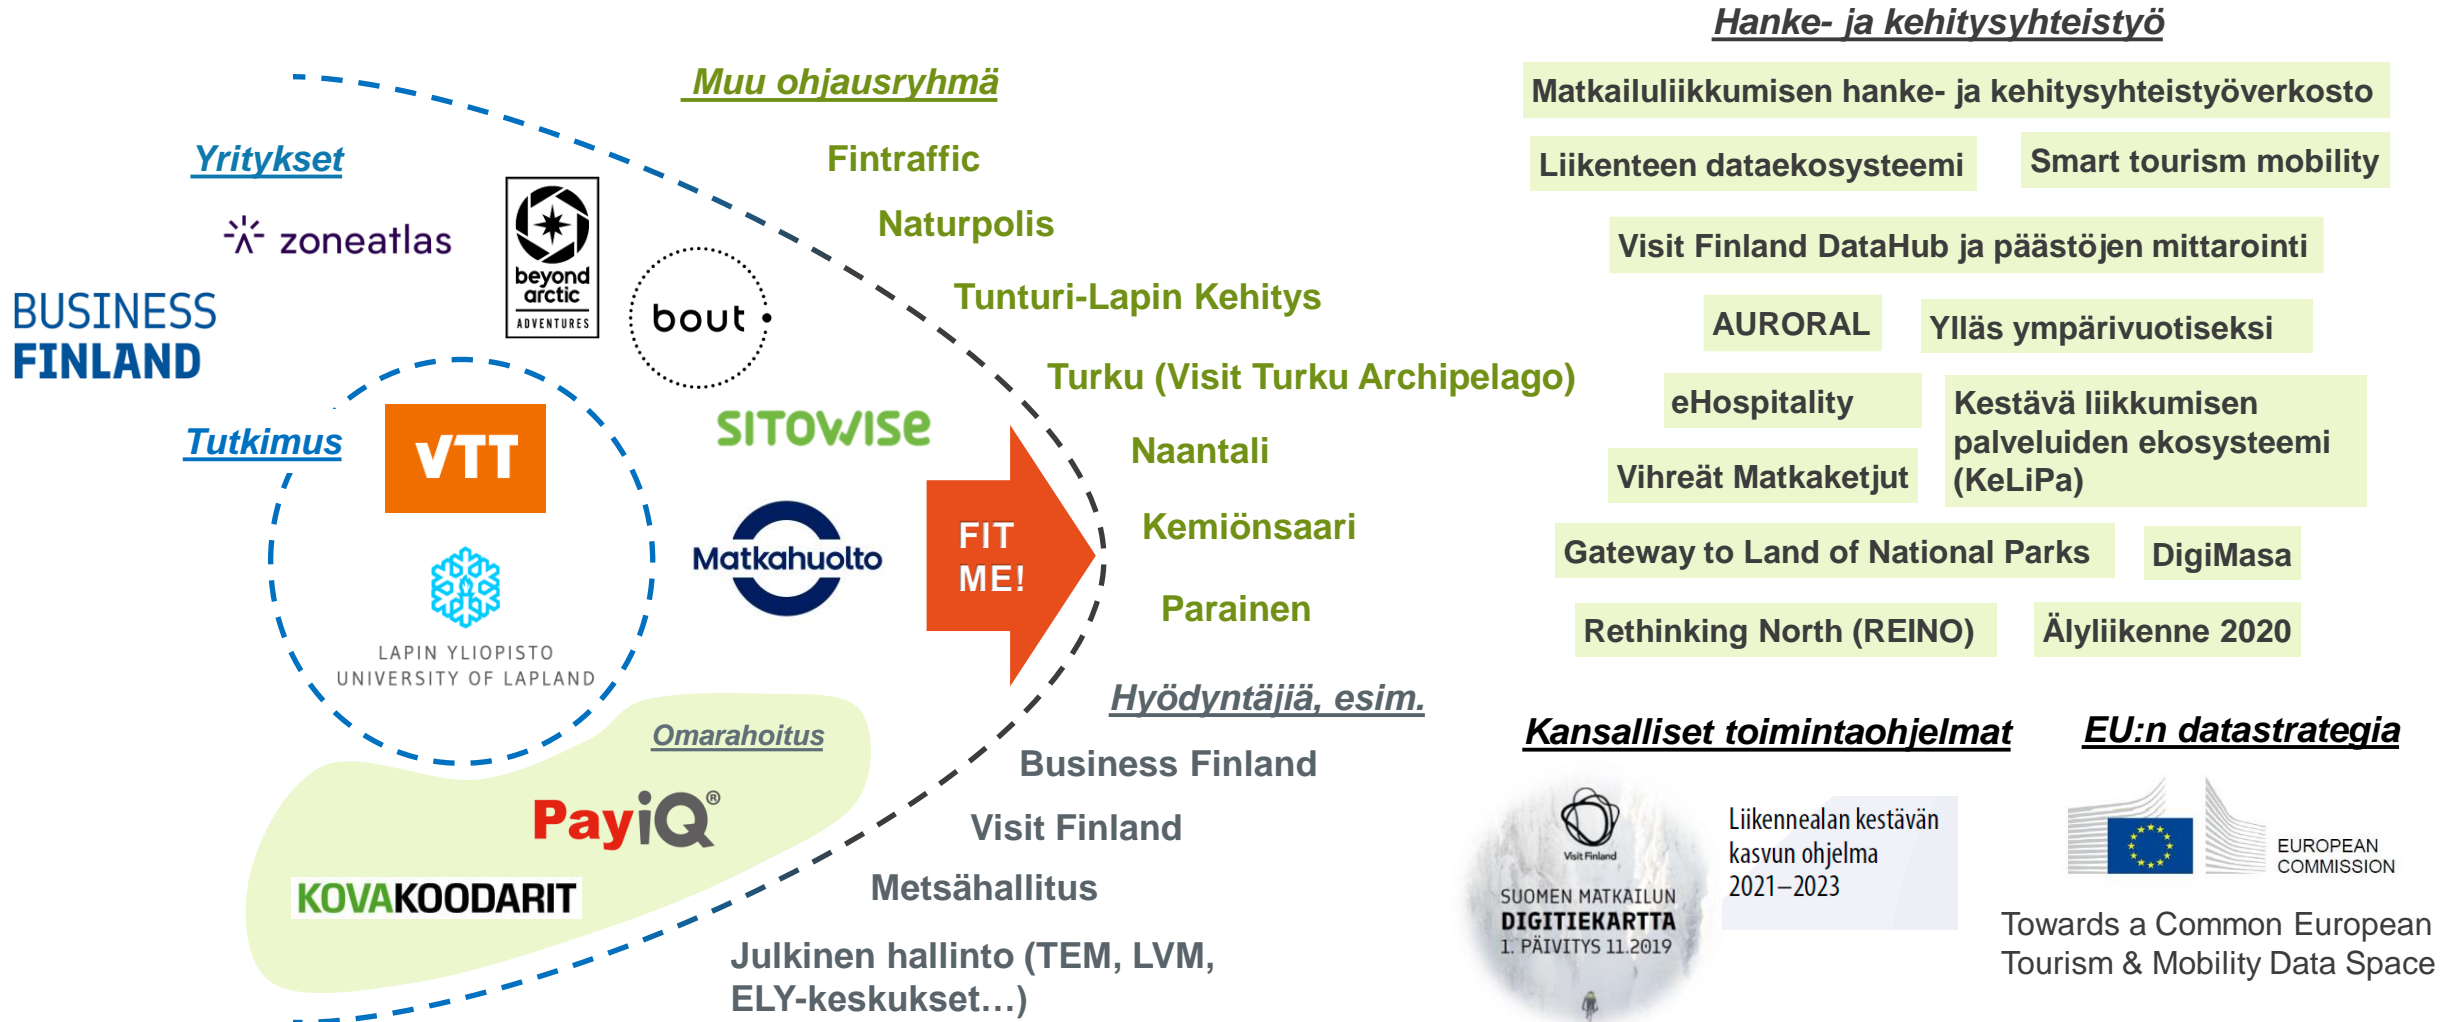 Yritykset
zoneatlas
beyond
arctic
ADVENTURES
bout
BUSINESS
FINLAND
SITOWISE
Matkahuolto
FIT
ME!
Tutkimus
VTT
LAPIN YLIOPISTO
UNIVERSITY OF LAPLAND
Omarahoitus
PayiQ®
KOVAKOODARIT
Muu ohjausryhmä
Fintraffic
Naturpolis
Tunturi-Lapin Kehitys
Turku (Visit Turku Archipelago)
Naantali
Kemiönsaari
Parainen
Hyödyntäjiä, esim.
Business Finland
Visit Finland
Metsähallitus
Julkinen hallinto (TEM, LVM,
ELY-keskukset…)
Hanke- ja kehitysyhteistyö
Matkailuliikkumisen hanke- ja kehitysyhteistyöverkosto
Liikenteen dataekosysteemi
Smart tourism mobility
Visit Finland DataHub ja päästöjen mittarointi
AURORAL
Ylläs ympärivuotiseksi
eHospitality
Kestävä liikkumisen
palveluiden ekosysteemi
(KeLiPa)
Vihreät Matkaketjut
Gateway to Land of National Parks
DigiMasa
Rethinking North (REINO)
Älyliikenne 2020
Kansalliset toimintaohjelmat
Visit Finland
SUOMEN MATKAILUN
DIGITIEKARTTA
1. PÄIVITYS 11.2019
Liikennealan kestävän
kasvun ohjelma
2021–2023
EU:n datastrategia
EUROPEAN
COMMISSION
Towards a Common European
Tourism & Mobility Data Space